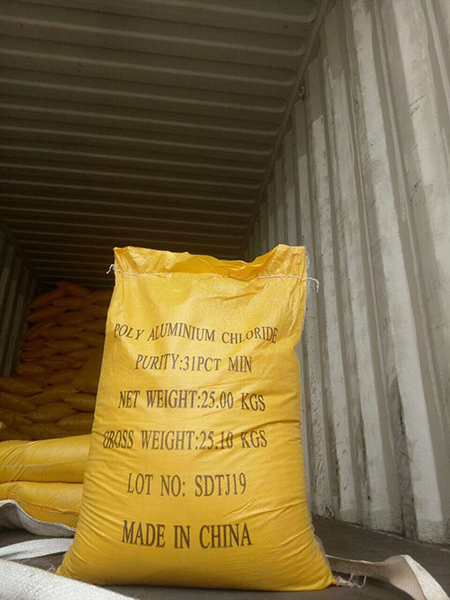 POLY ALUMINIUM CHLORIDE
PURITY:31PCT MIN
NET WEIGHT:25.00 KGS
GROSS WEIGHT:25.10 KGS
LOT NO: SDTJ19
MADE IN CHINA